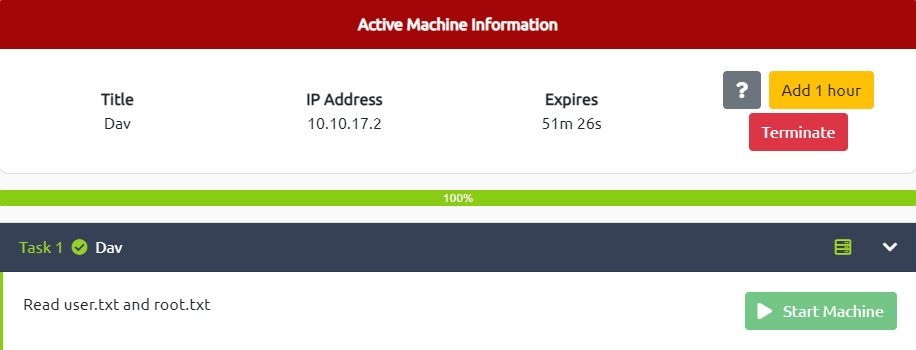 Active Machine Information
Title
IP Address
Expires
? Add 1 hour
Dav
10.10.17.2
51m 26s
Terminate
100%
Task 1 Dav
Read user.txt and root.txt
Start Machine